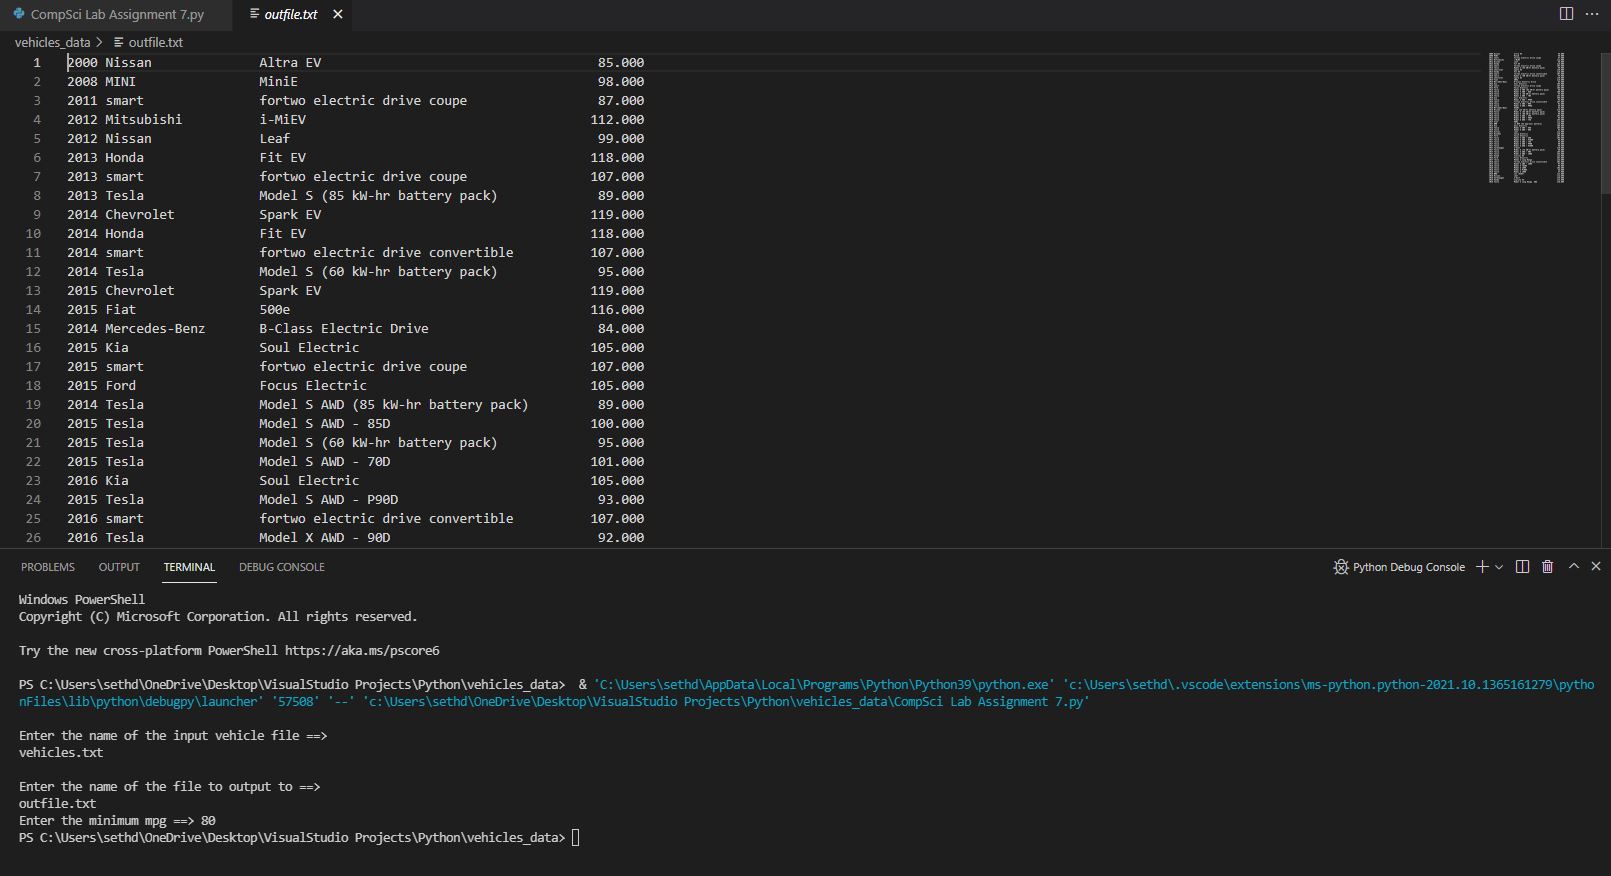 CompSci Lab Assignment 7.py outfile.txt
vehicles_data > outfile.txt
1 2000 Nissan Altra EV 85.000
2 2008 MINI MiniE 98.000
3 2011 smart fortwo electric drive coupe 87.000
4 2012 Mitsubishi i-MiEV 112.000
5 2012 Nissan Leaf 99.000
6 2013 Honda Fit EV 118.000
7 2013 smart fortwo electric drive coupe 107.000
8 2013 Tesla Model S (85 kW-hr battery pack) 89.000
9 2014 Chevrolet Spark EV 119.000
10 2014 Honda Fit EV 118.000
11 2014 smart fortwo electric drive convertible 107.000
12 2014 Tesla Model S (60 kW-hr battery pack) 95.000
13 2015 Chevrolet Spark EV 119.000
14 2015 Fiat 500e 116.000
15 2014 Mercedes-Benz B-Class Electric Drive 84.000
16 2015 Kia Soul Electric 105.000
17 2015 smart fortwo electric drive coupe 107.000
18 2015 Ford Focus Electric 105.000
19 2014 Tesla Model S AWD (85 kW-hr battery pack) 89.000
20 2015 Tesla Model S AWD - 85D 100.000
21 2015 Tesla Model S (60 kW-hr battery pack) 95.000
22 2015 Tesla Model S AWD - 70D 101.000
23 2016 Kia Soul Electric 105.000
24 2015 Tesla Model S AWD - P90D 93.000
25 2016 smart fortwo electric drive convertible 107.000
26 2016 Tesla Model X AWD - 90D 92.000
PROBLEMS OUTPUT TERMINAL DEBUG CONSOLE Python Debug Console
Windows PowerShell
Copyright (C) Microsoft Corporation. All rights reserved.
Try the new cross-platform PowerShell https://aka.ms/pscore6
PS C:\Users\sethd\OneDrive\Desktop\VisualStudio Projects\Python\vehicles_data> & 'C:\Users\sethd\AppData\Local\Programs\Python\Python39\python.exe' 'c:\Users\sethd\.vscode\extensions\ms-python.python-2021.10.1365161279\pytho
nFiles\lib\python\debugpy\launcher' '57508' '--' 'c:\Users\sethd\OneDrive\Desktop\VisualStudio Projects\Python\vehicles_data\CompSci Lab Assignment 7.py'
Enter the name of the input vehicle file ==>
vehicles.txt
Enter the name of the file to output to ==>
outfile.txt
Enter the minimum mpg ==> 80
PS C:\Users\sethd\OneDrive\Desktop\VisualStudio Projects\Python\vehicles_data>